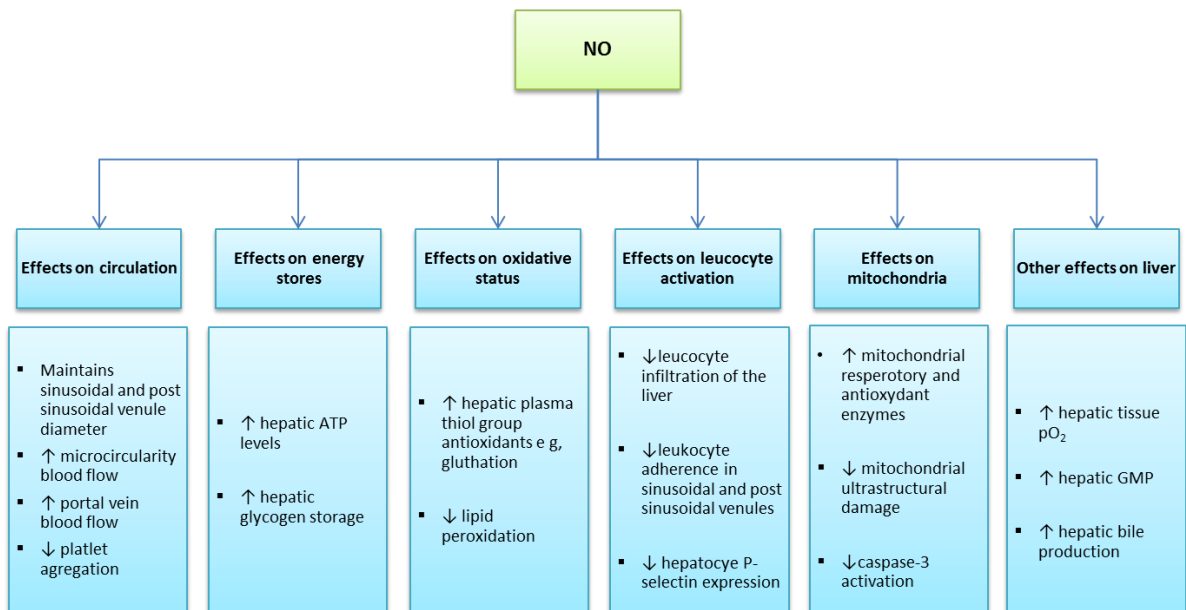 NO
Effects on circulation
Effects on energy
stores
Effects on oxidative
status
Effects on leucocyte
activation
Effects on
mitochondria
Other effects on liver
▪ Maintains
sinusoidal and post
sinusoidal venule
diameter
▪ ↑ microcircularity
blood flow
▪ ↑ portal vein
blood flow
▪ ↓ platlet
agregation
▪ ↑ hepatic ATP
levels
▪ ↑ hepatic
glycogen storage
▪ ↑ hepatic plasma
thiol group
antioxidants e g,
gluthation
▪ ↓ lipid
peroxidation
▪ ↓leucocyte
infiltration of the
liver
▪ ↓leukocyte
adherence in
sinusoidal and post
sinusoidal venules
▪ ↓ hepatocye P-
selectin expression
• ↑ mitochondrial
resperotory and
antioxydant
enzymes
▪ ↓ mitochondrial
ultrastructural
damage
▪ ↓caspase-3
activation
▪ ↑ hepatic tissue
pO₂
▪ ↑ hepatic GMP
▪ ↑ hepatic bile
production